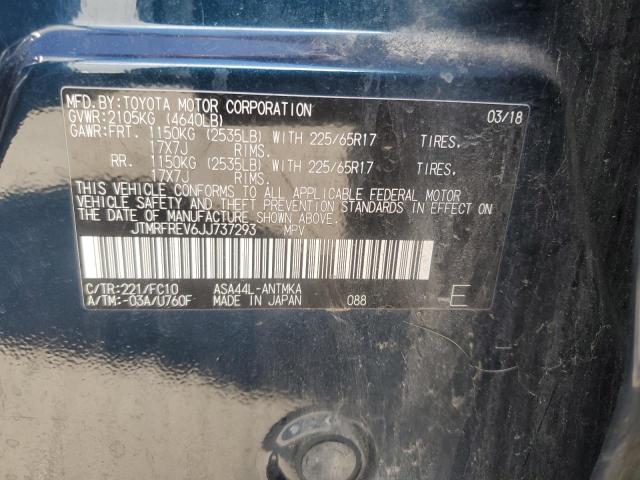 MFD.BY:TOYOTA MOTOR CORPORATION 03/18
GVWR:2105KG (4640LB)
GAWR:FRT. 1150KG (2535LB) WITH 225/65R17 TIRES,
17X7J RIMS.
RR. 1150KG (2535LB) WITH 225/65R17 TIRES,
17X7J RIMS.
THIS VEHICLE CONFORMS TO ALL APPLICABLE FEDERAL MOTOR
VEHICLE SAFETY AND THEFT PREVENTION STANDARDS IN EFFECT ON
THE DATE OF MANUFACTURE SHOWN ABOVE.
JTMRFREV6JJ737293 MPV
C/TR:221/FC10 ASA44L-ANTMKA
A/TM:-03A/U760F MADE IN JAPAN 088 E